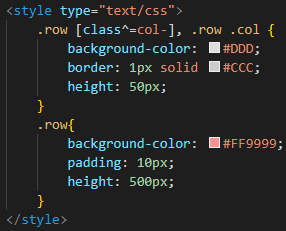 <style type="text/css">
.row [class^=col-], .row .col {
background-color: #DDD;
border: 1px solid #CCC;
height: 50px;
}
.row{
background-color: #FF9999;
padding: 10px;
height: 500px;
}
</style>